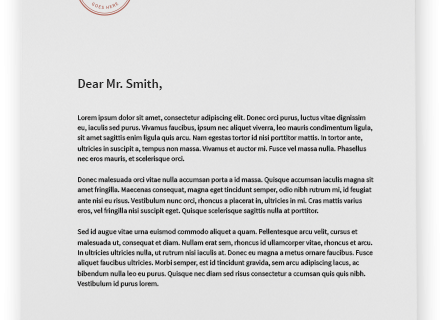 GOES HERE
Dear Mr. Smith,
Lorem ipsum dolor sit amet, consectetur adipiscing elit. Donec orci purus, luctus vitae dignissim
eu, iaculis sed purus. Vivamus faucibus, ipsum nec aliquet viverra, leo mauris condimentum ligula,
sit amet sagittis enim ligula quis arcu. Nam egestas tortor id nisi porttitor mattis. In tortor ante,
ultricies in suscipit a, tempus non massa. Vivamus et auctor mi. Fusce vel massa nulla. Phasellus
nec eros mauris, et scelerisque orci.
Donec malesuada orci vitae nulla accumsan porta a id massa. Quisque accumsan iaculis magna sit
amet fringilla. Maecenas consequat, magna eget tincidunt semper, odio nibh rutrum mi, id feugiat
ante nisi eu risus. Vestibulum nunc orci, rhoncus a placerat in, ultricies in mi. Cras mattis varius
eros, vel fringilla nisi suscipit eget. Quisque scelerisque sagittis nulla at porttitor.
Sed id augue vitae urna euismod commodo aliquet a quam. Pellentesque arcu velit, cursus et
malesuada ut, consequat et diam. Nullam erat sem, rhoncus id ullamcorper vitae, rhoncus et arcu.
In ultricies ultricies nulla, ut rutrum nisi iaculis at. Donec eu magna a metus ornare faucibus. Fusce
aliquet faucibus ultricies. Morbi semper, est id tincidunt gravida, sem arcu adipiscing lacus, ac
bibendum nulla leo eu purus. Quisque nec diam sed risus consectetur a ccumsan quis quis nibh.
Vestibulum id purus lorem.